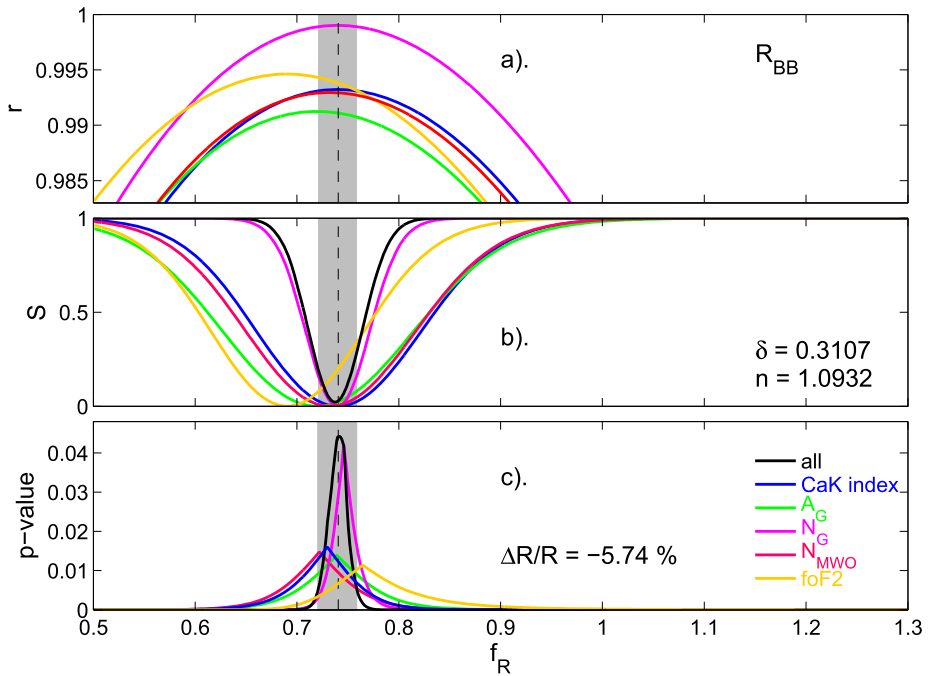 1
0.995
0.99
0.985
r
a).
R_BB
1
0.5
0
S
b).
δ = 0.3107
n = 1.0932
0.04
0.03
0.02
0.01
0
p-value
c).
ΔR/R = −5.74 %
all
CaK index
A_G
N_G
N_MWO
foF2
0.5 0.6 0.7 0.8 0.9 1 1.1 1.2 1.3
f_R